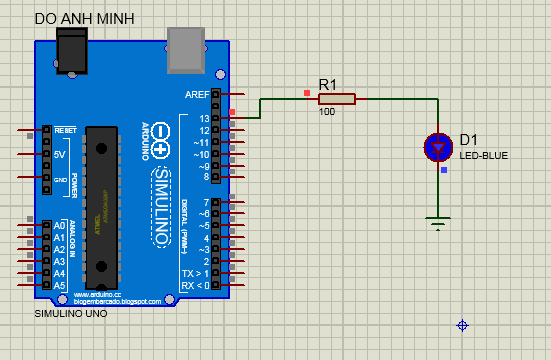 DO ANH MINH
AREF
13
12
~11
~10
~9
8
7
~6
~5
4
~3
2
TX > 1
RX < 0
RESET
5V
GND
POWER
A0
A1
A2
A3
A4
A5
ANALOG IN
ATMEL
ARDUINO
SIMULINO
DIGITAL (PWM~)
www.arduino.cc
blogembarcado.blogspot.com
SIMULINO UNO
R1
100
D1
LED-BLUE